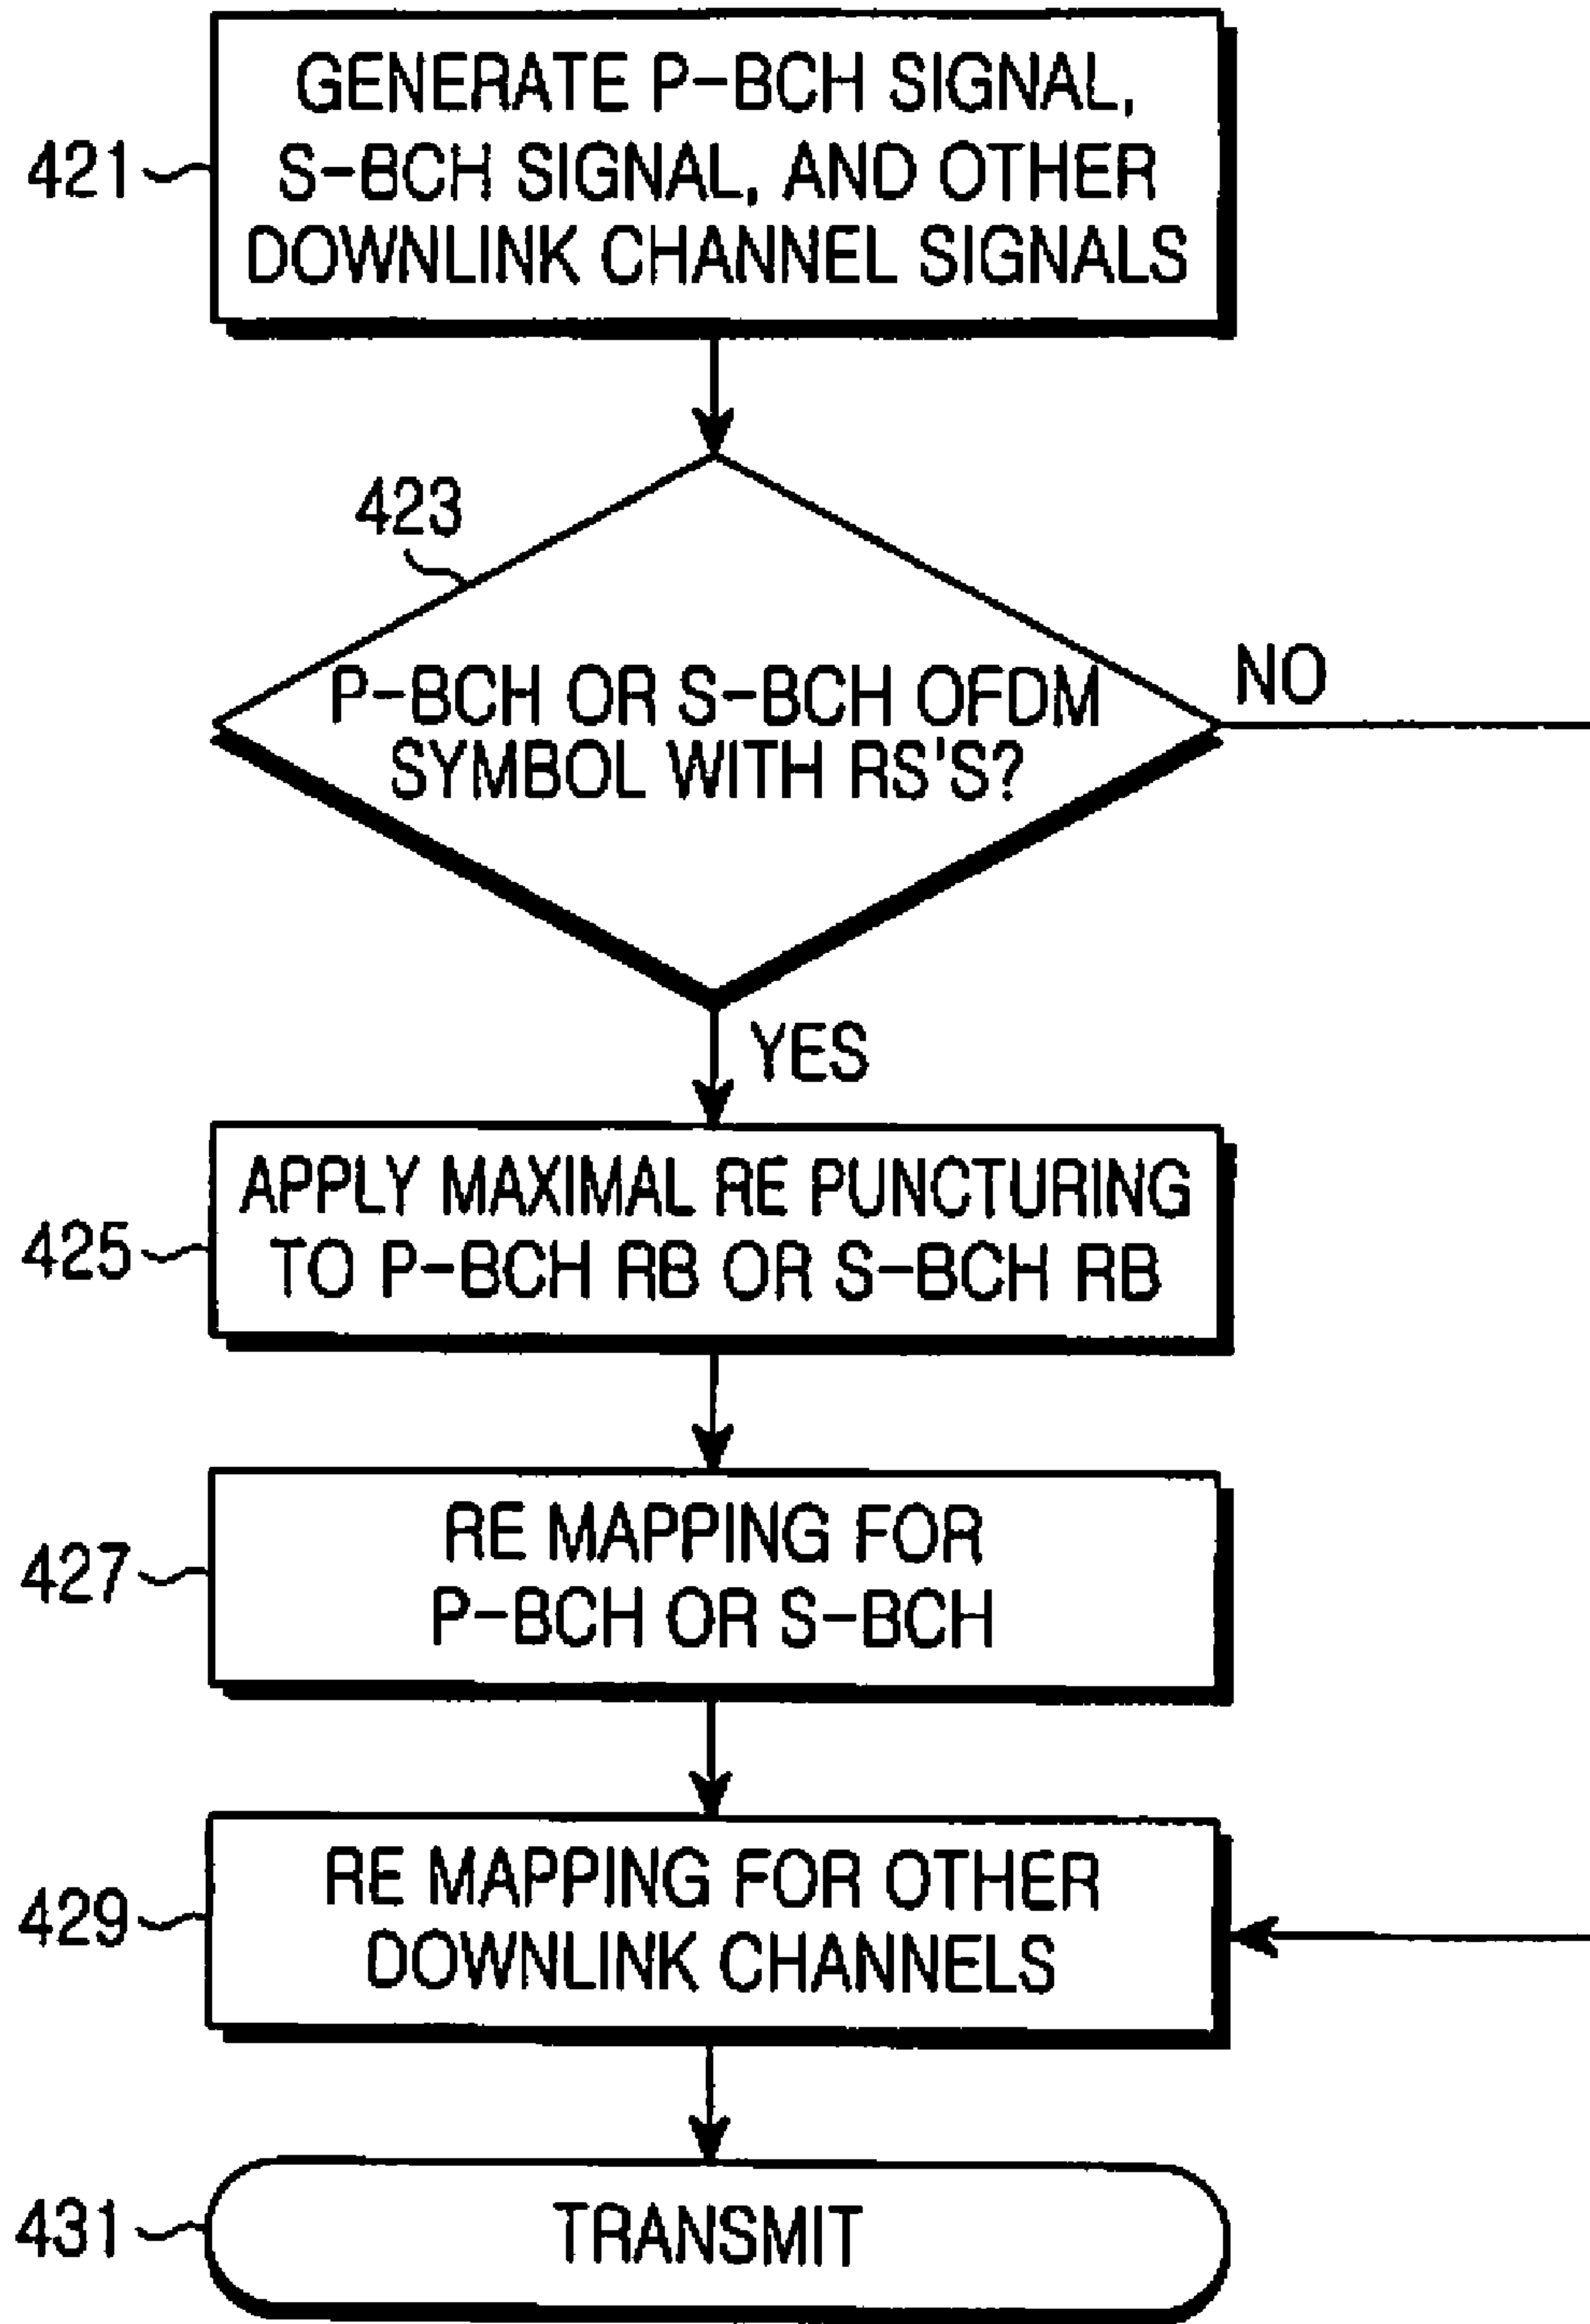 GENERATE P-BCH SIGNAL,
S-BCH SIGNAL, AND OTHER
DOWNLINK CHANNEL SIGNALS
421
423
P-BCH OR S-BCH OFDM
SYMBOL WITH RS'S?
NO
YES
APPLY MAXIMAL RE PUNCTURING
TO P-BCH RB OR S-BCH RB
425
RE MAPPING FOR
P-BCH OR S-BCH
427
RE MAPPING FOR OTHER
DOWNLINK CHANNELS
429
TRANSMIT
431